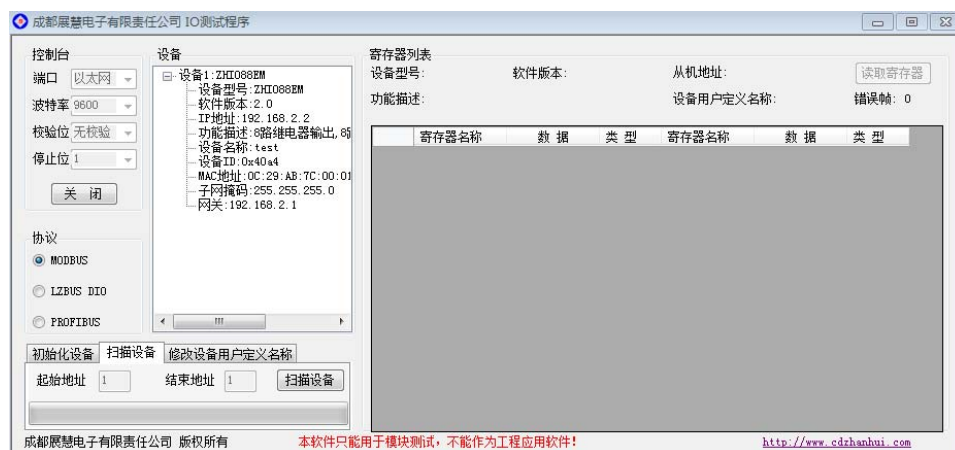 成都展慧电子有限责任公司 IO测试程序
控制台
端口 以太网
波特率 9600
校验位 无校验
停止位 1
关 闭
协议
MODBUS
LZBUS DIO
PROFIBUS
设备
设备1:ZHIO88EM
设备型号:ZHIO88EM
软件版本:2.0
IP地址:192.168.2.2
功能描述:8路继电器输出,8
设备名称:test
设备ID:0x40a4
MAC地址:0C:29:AB:7C:00:01
子网掩码:255.255.255.0
网关:192.168.2.1
寄存器列表
设备型号: 软件版本: 从机地址: 读取寄存器
功能描述: 设备用户定义名称: 错误帧: 0
寄存器名称 数 据 类 型 寄存器名称 数 据 类 型
初始化设备 扫描设备 修改设备用户定义名称
起始地址 1 结束地址 1 扫描设备
成都展慧电子有限责任公司 版权所有 本软件只能用于模块测试，不能作为工程应用软件! http://www.cdzhanhui.com